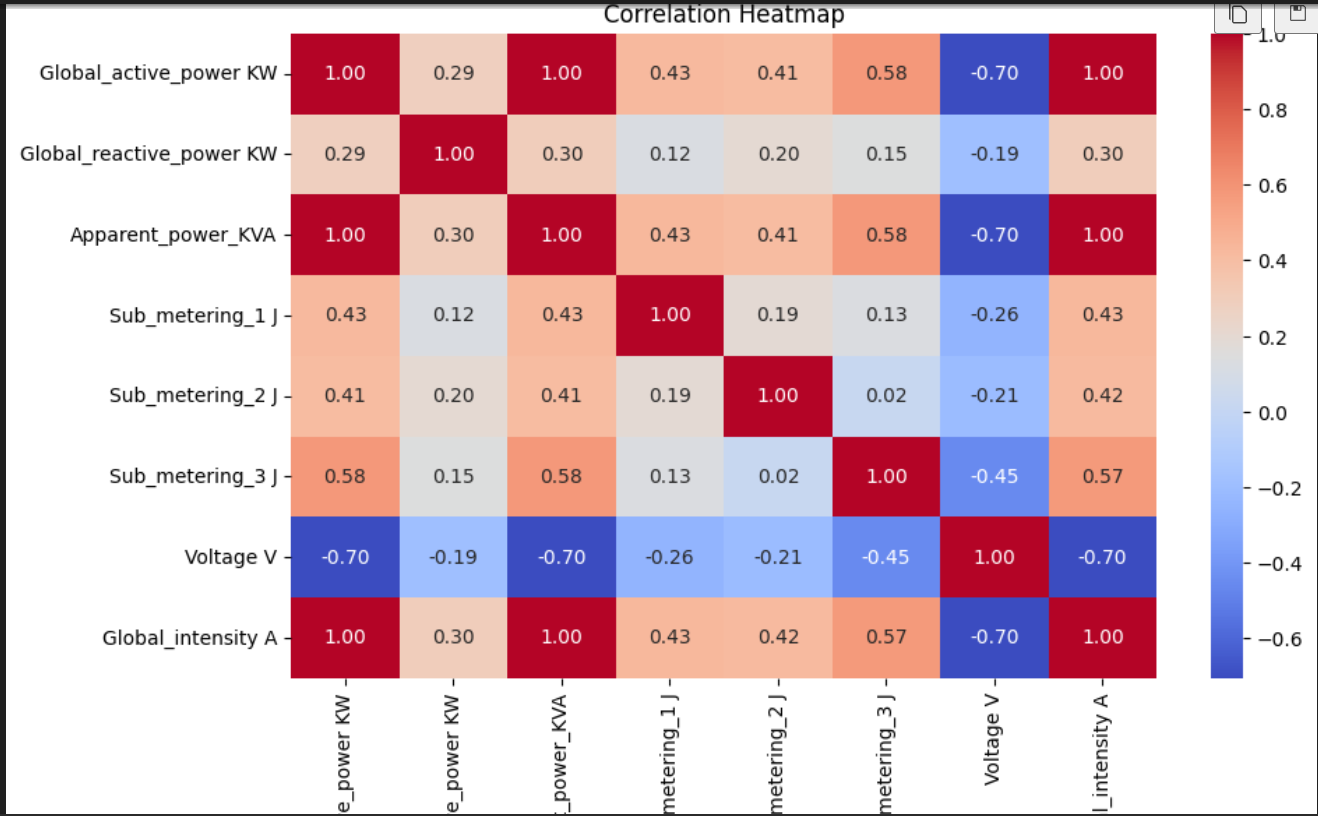 Correlation Heatmap
Global_active_power KW 1.00 0.29 1.00 0.43 0.41 0.58 -0.70 1.00
Global_reactive_power KW 0.29 1.00 0.30 0.12 0.20 0.15 -0.19 0.30
Apparent_power_KVA 1.00 0.30 1.00 0.43 0.41 0.58 -0.70 1.00
Sub_metering_1 J 0.43 0.12 0.43 1.00 0.19 0.13 -0.26 0.43
Sub_metering_2 J 0.41 0.20 0.41 0.19 1.00 0.02 -0.21 0.42
Sub_metering_3 J 0.58 0.15 0.58 0.13 0.02 1.00 -0.45 0.57
Voltage V -0.70 -0.19 -0.70 -0.26 -0.21 -0.45 1.00 -0.70
Global_intensity A 1.00 0.30 1.00 0.43 0.42 0.57 -0.70 1.00
e_power KW
e_power KW
_power_KVA
metering_1 J
metering_2 J
metering_3 J
Voltage V
l_intensity A
1.0
0.8
0.6
0.4
0.2
0.0
−0.2
−0.4
−0.6